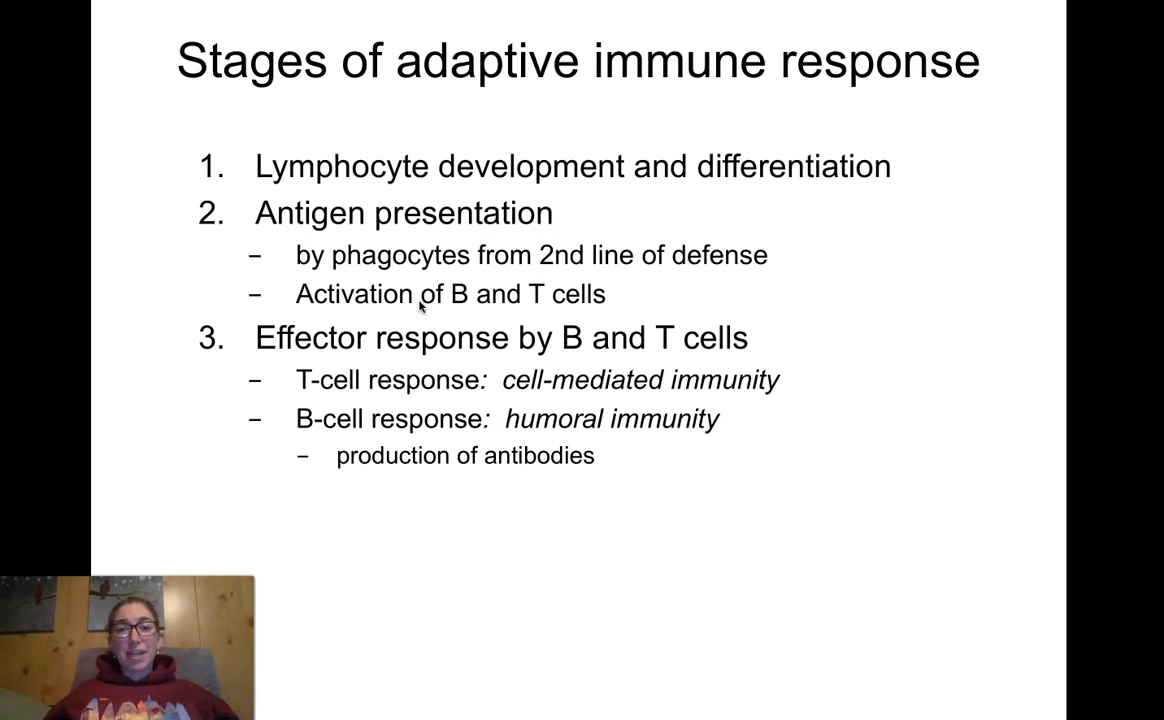 Stages of adaptive immune response
1. Lymphocyte development and differentiation
2. Antigen presentation
– by phagocytes from 2nd line of defense
– Activation of B and T cells
3. Effector response by B and T cells
– T-cell response: cell-mediated immunity
– B-cell response: humoral immunity
– production of antibodies